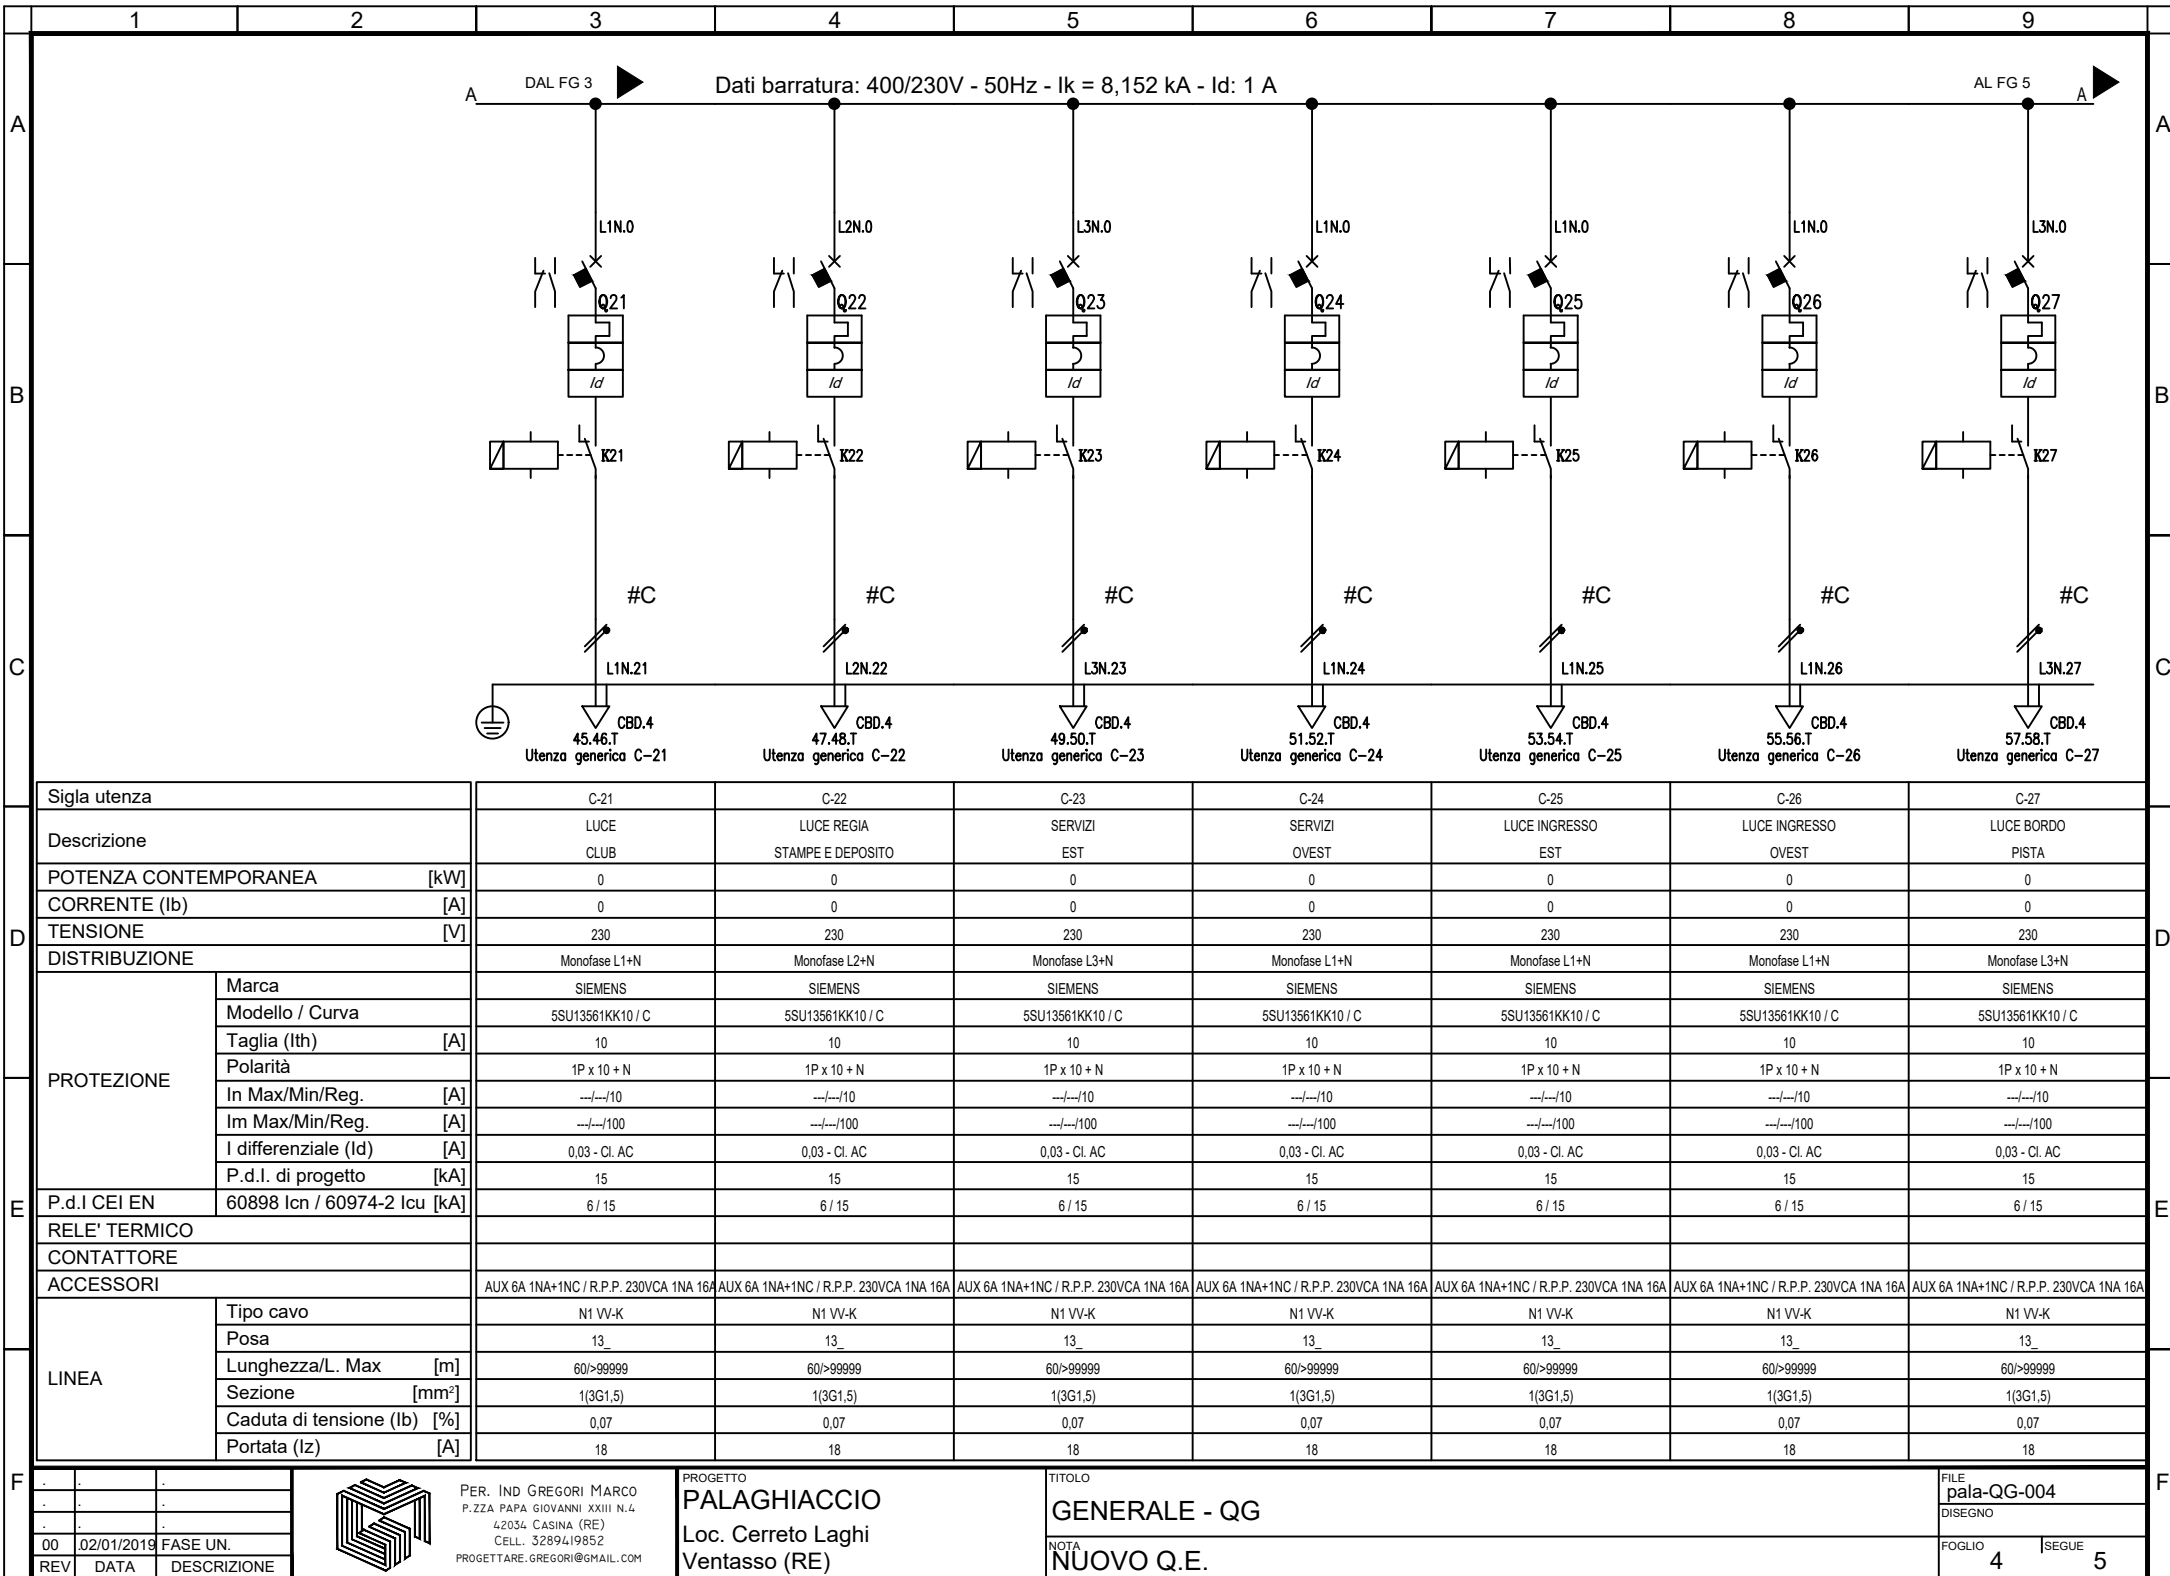 1 2 3 4 5 6 7 8 9
DAL FG 3 Dati barratura: 400/230V - 50Hz - Ik = 8,152 kA - Id: 1 A AL FG 5
A A
A A
L1N.0 L2N.0 L3N.0 L1N.0 L1N.0 L1N.0 L3N.0
Q21 Q22 Q23 Q24 Q25 Q26 Q27
Id Id Id Id Id Id Id
B B
K21 K22 K23 K24 K25 K26 K27
#C #C #C #C #C #C #C
C C
L1N.21 L2N.22 L3N.23 L1N.24 L1N.25 L1N.26 L3N.27
CBD.4 CBD.4 CBD.4 CBD.4 CBD.4 CBD.4 CBD.4
45.46.T 47.48.T 49.50.T 51.52.T 53.54.T 55.56.T 57.58.T
Utenza generica C-21 Utenza generica C-22 Utenza generica C-23 Utenza generica C-24 Utenza generica C-25 Utenza generica C-26 Utenza generica C-27
Sigla utenza C-21 C-22 C-23 C-24 C-25 C-26 C-27
Descrizione
LUCE LUCE REGIA SERVIZI SERVIZI LUCE INGRESSO LUCE INGRESSO LUCE BORDO
CLUB STAMPE E DEPOSITO EST OVEST EST OVEST PISTA
POTENZA CONTEMPORANEA [kW] 0 0 0 0 0 0 0
CORRENTE (Ib) [A] 0 0 0 0 0 0 0
D D
TENSIONE [V] 230 230 230 230 230 230 230
DISTRIBUZIONE Monofase L1+N Monofase L2+N Monofase L3+N Monofase L1+N Monofase L1+N Monofase L1+N Monofase L3+N
PROTEZIONE
Marca SIEMENS SIEMENS SIEMENS SIEMENS SIEMENS SIEMENS SIEMENS
Modello / Curva 5SU13561KK10 / C 5SU13561KK10 / C 5SU13561KK10 / C 5SU13561KK10 / C 5SU13561KK10 / C 5SU13561KK10 / C 5SU13561KK10 / C
Taglia (Ith) [A] 10 10 10 10 10 10 10
Polarità 1P x 10 + N 1P x 10 + N 1P x 10 + N 1P x 10 + N 1P x 10 + N 1P x 10 + N 1P x 10 + N
In Max/Min/Reg. [A] ---/---/10 ---/---/10 ---/---/10 ---/---/10 ---/---/10 ---/---/10 ---/---/10
Im Max/Min/Reg. [A] ---/---/100 ---/---/100 ---/---/100 ---/---/100 ---/---/100 ---/---/100 ---/---/100
I differenziale (Id) [A] 0,03 - Cl. AC 0,03 - Cl. AC 0,03 - Cl. AC 0,03 - Cl. AC 0,03 - Cl. AC 0,03 - Cl. AC 0,03 - Cl. AC
P.d.I. di progetto [kA] 15 15 15 15 15 15 15
E E
P.d.I CEI EN 60898 Icn / 60974-2 Icu [kA] 6 / 15 6 / 15 6 / 15 6 / 15 6 / 15 6 / 15 6 / 15
RELE' TERMICO
CONTATTORE
ACCESSORI AUX 6A 1NA+1NC / R.P.P. 230VCA 1NA 16A AUX 6A 1NA+1NC / R.P.P. 230VCA 1NA 16A AUX 6A 1NA+1NC / R.P.P. 230VCA 1NA 16A AUX 6A 1NA+1NC / R.P.P. 230VCA 1NA 16A AUX 6A 1NA+1NC / R.P.P. 230VCA 1NA 16A AUX 6A 1NA+1NC / R.P.P. 230VCA 1NA 16A AUX 6A 1NA+1NC / R.P.P. 230VCA 1NA 16A
LINEA
Tipo cavo N1 VV-K N1 VV-K N1 VV-K N1 VV-K N1 VV-K N1 VV-K N1 VV-K
Posa 13_ 13_ 13_ 13_ 13_ 13_ 13_
Lunghezza/L. Max [m] 60/>99999 60/>99999 60/>99999 60/>99999 60/>99999 60/>99999 60/>99999
Sezione [mm²] 1(3G1,5) 1(3G1,5) 1(3G1,5) 1(3G1,5) 1(3G1,5) 1(3G1,5) 1(3G1,5)
Caduta di tensione (Ib) [%] 0,07 0,07 0,07 0,07 0,07 0,07 0,07
Portata (Iz) [A] 18 18 18 18 18 18 18
F F
. . .
. . .
. . .
00 .02/01/2019 FASE UN.
REV DATA DESCRIZIONE
PER. IND GREGORI MARCO
P.ZZA PAPA GIOVANNI XXIII N.4
42034 CASINA (RE)
CELL. 3289419852
PROGETTARE.GREGORI@GMAIL.COM
PROGETTO
PALAGHIACCIO
Loc. Cerreto Laghi
Ventasso (RE)
TITOLO
GENERALE - QG
NOTA
NUOVO Q.E.
FILE
pala-QG-004
DISEGNO
FOGLIO 4 SEGUE 5